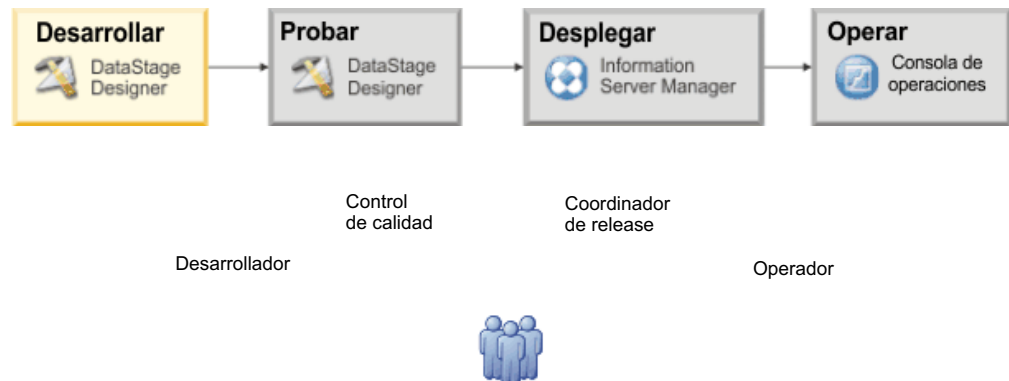 Desarrollar
DataStage
Designer
Probar
DataStage
Designer
Desplegar
Information
Server Manager
Operar
Consola de
operaciones
Control
de calidad
Coordinador
de release
Desarrollador
Operador